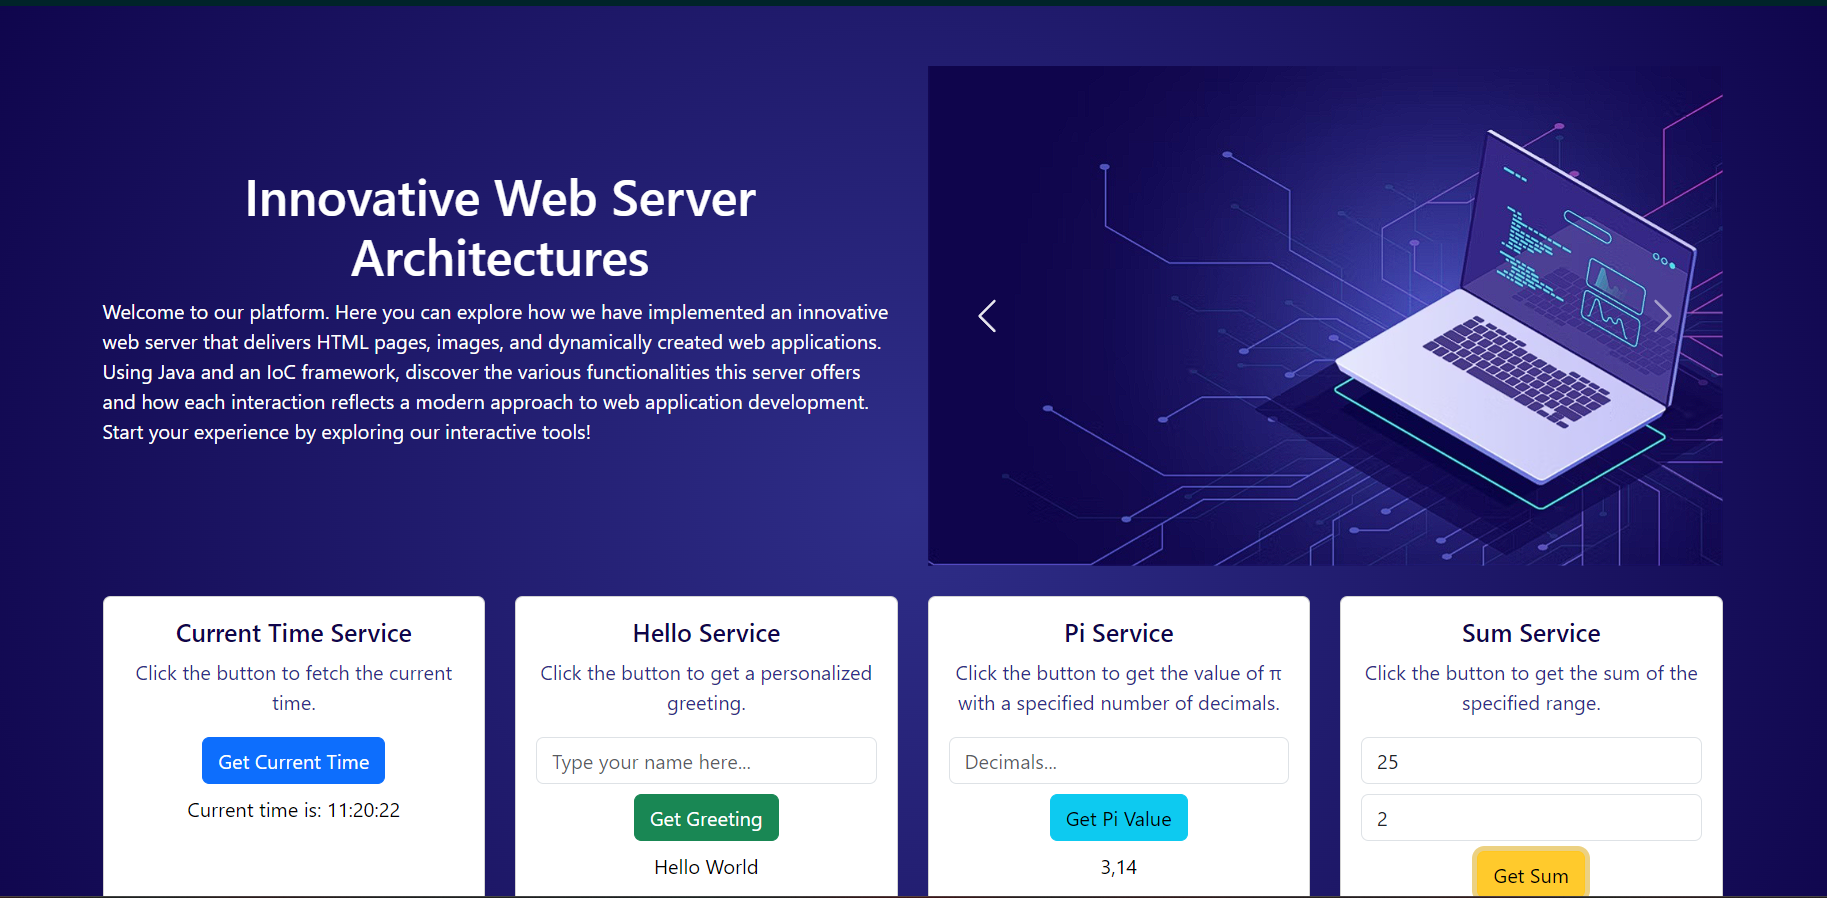 Innovative Web Server
Architectures
Welcome to our platform. Here you can explore how we have implemented an innovative
web server that delivers HTML pages, images, and dynamically created web applications.
Using Java and an IoC framework, discover the various functionalities this server offers
and how each interaction reflects a modern approach to web application development.
Start your experience by exploring our interactive tools!
Current Time Service
Click the button to fetch the current
time.
Get Current Time
Current time is: 11:20:22
Hello Service
Click the button to get a personalized
greeting.
Type your name here...
Get Greeting
Hello World
Pi Service
Click the button to get the value of π
with a specified number of decimals.
Decimals...
Get Pi Value
3,14
Sum Service
Click the button to get the sum of the
specified range.
25
2
Get Sum